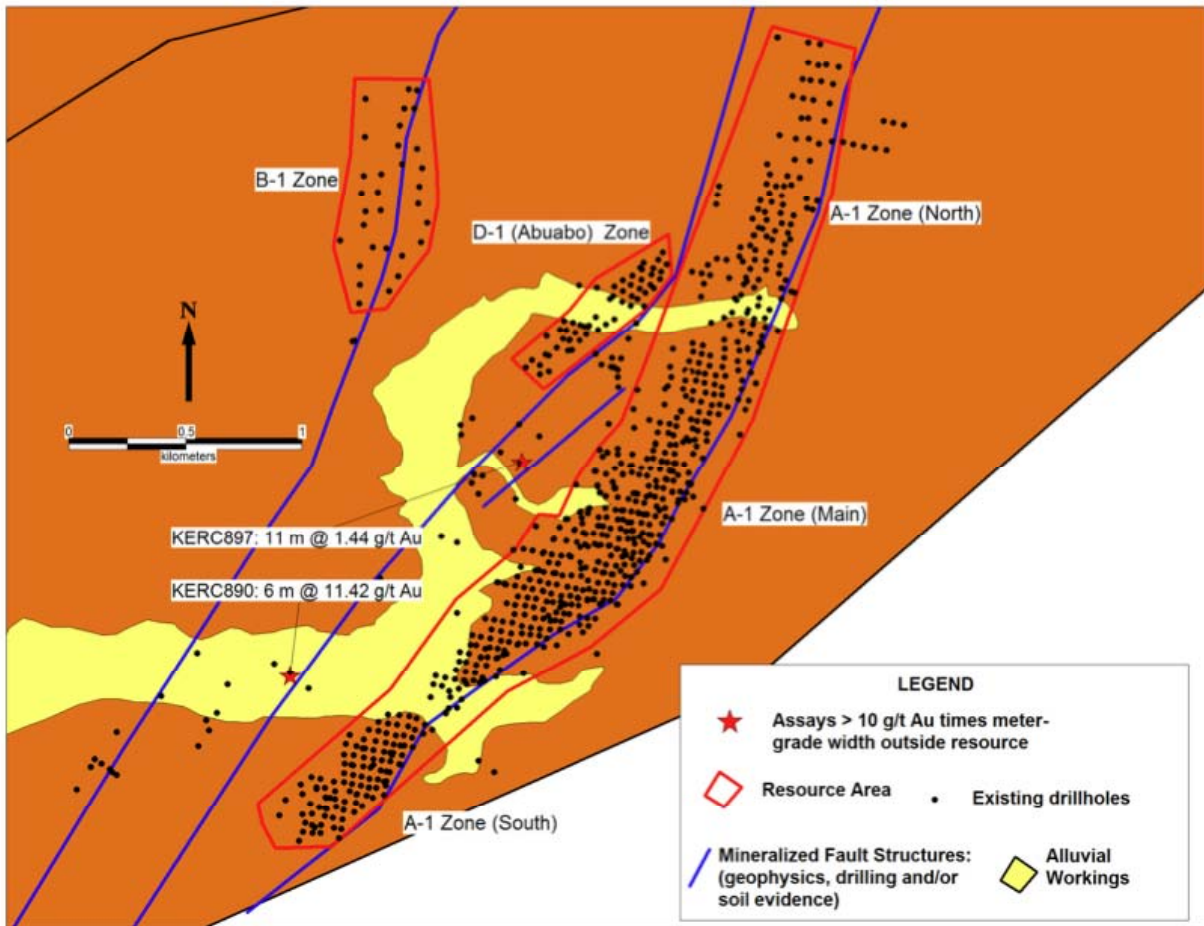 B-1 Zone
D-1 (Abuabo) Zone
A-1 Zone (North)
N
0 0.5 1
kilometers
A-1 Zone (Main)
KERC897: 11 m @ 1.44 g/t Au
KERC890: 6 m @ 11.42 g/t Au
A-1 Zone (South)
LEGEND
Assays > 10 g/t Au times meter-
grade width outside resource
Resource Area
Existing drillholes
Mineralized Fault Structures:
(geophysics, drilling and/or
soil evidence)
Alluvial
Workings